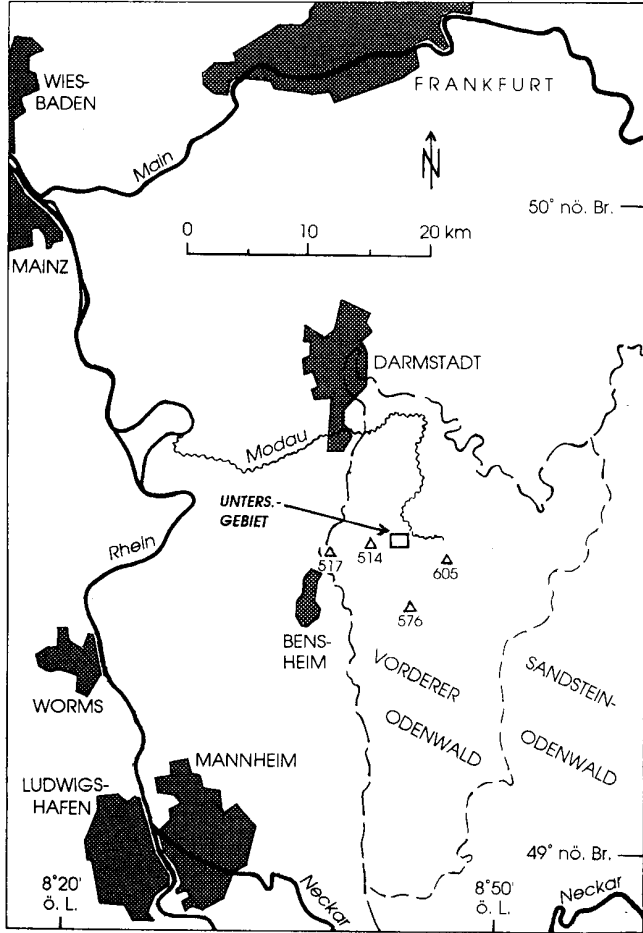 WIES-
BADEN
FRANKFURT
Main
N
50° nö. Br.
0 10 20 km
MAINZ
DARMSTADT
Modau
UNTERS.-
GEBIET
Rhein
517
514
605
576
BENS-
HEIM
VORDERER
ODENWALD
SANDSTEIN-
ODENWALD
WORMS
MANNHEIM
LUDWIGS-
HAFEN
49° nö. Br.
8°20'
ö. L.
8°50'
ö. L.
Neckar
Neckar